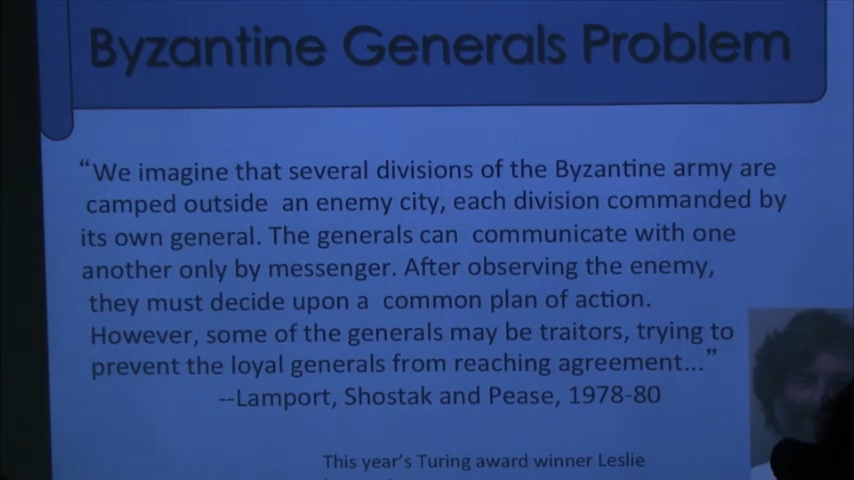 Byzantine Generals Problem
“We imagine that several divisions of the Byzantine army are
camped outside an enemy city, each division commanded by
its own general. The generals can communicate with one
another only by messenger. After observing the enemy,
they must decide upon a common plan of action.
However, some of the generals may be traitors, trying to
prevent the loyal generals from reaching agreement...”
--Lamport, Shostak and Pease, 1978-80
This year's Turing award winner Leslie